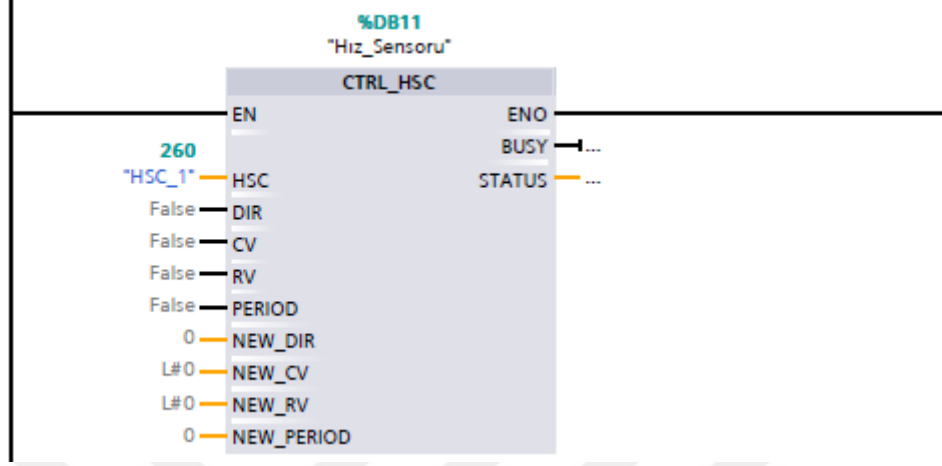 %DB11
"Hız_Sensoru"
CTRL_HSC
EN ENO
BUSY ...
260
"HSC_1" HSC STATUS ...
False DIR
False CV
False RV
False PERIOD
0 NEW_DIR
L#0 NEW_CV
L#0 NEW_RV
0 NEW_PERIOD